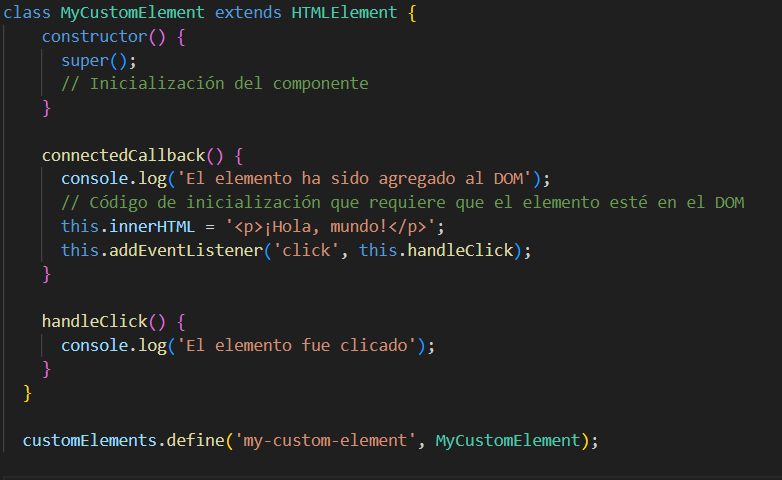 class MyCustomElement extends HTMLElement {
constructor() {
super();
// Inicialización del componente
}
connectedCallback() {
console.log('El elemento ha sido agregado al DOM');
// Código de inicialización que requiere que el elemento esté en el DOM
this.innerHTML = '<p>¡Hola, mundo!</p>';
this.addEventListener('click', this.handleClick);
}
handleClick() {
console.log('El elemento fue clicado');
}
}
customElements.define('my-custom-element', MyCustomElement);